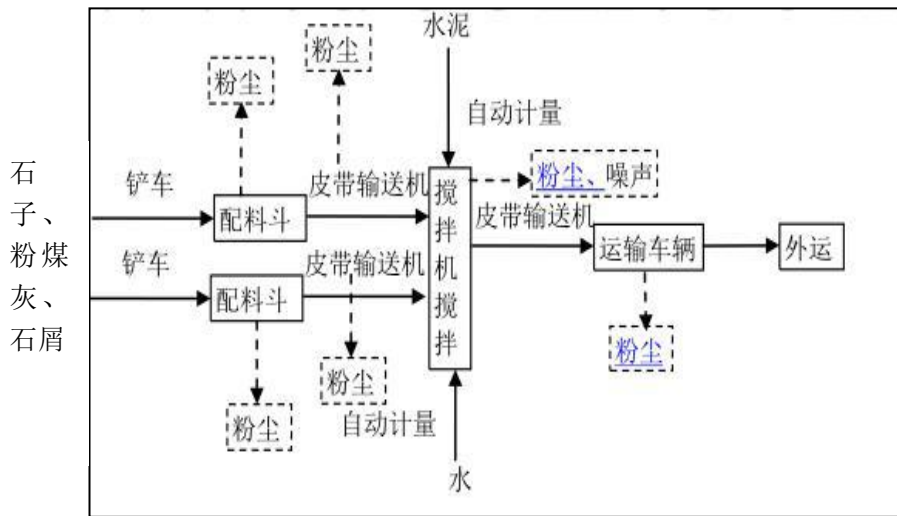 水泥
粉尘
粉尘
自动计量
石
子、
粉煤
灰、
石屑
铲车
皮带输送机
粉尘、噪声
配料斗
搅
拌
机
搅
拌
皮带输送机
运输车辆
外运
铲车
皮带输送机
配料斗
粉尘
粉尘
粉尘
自动计量
水